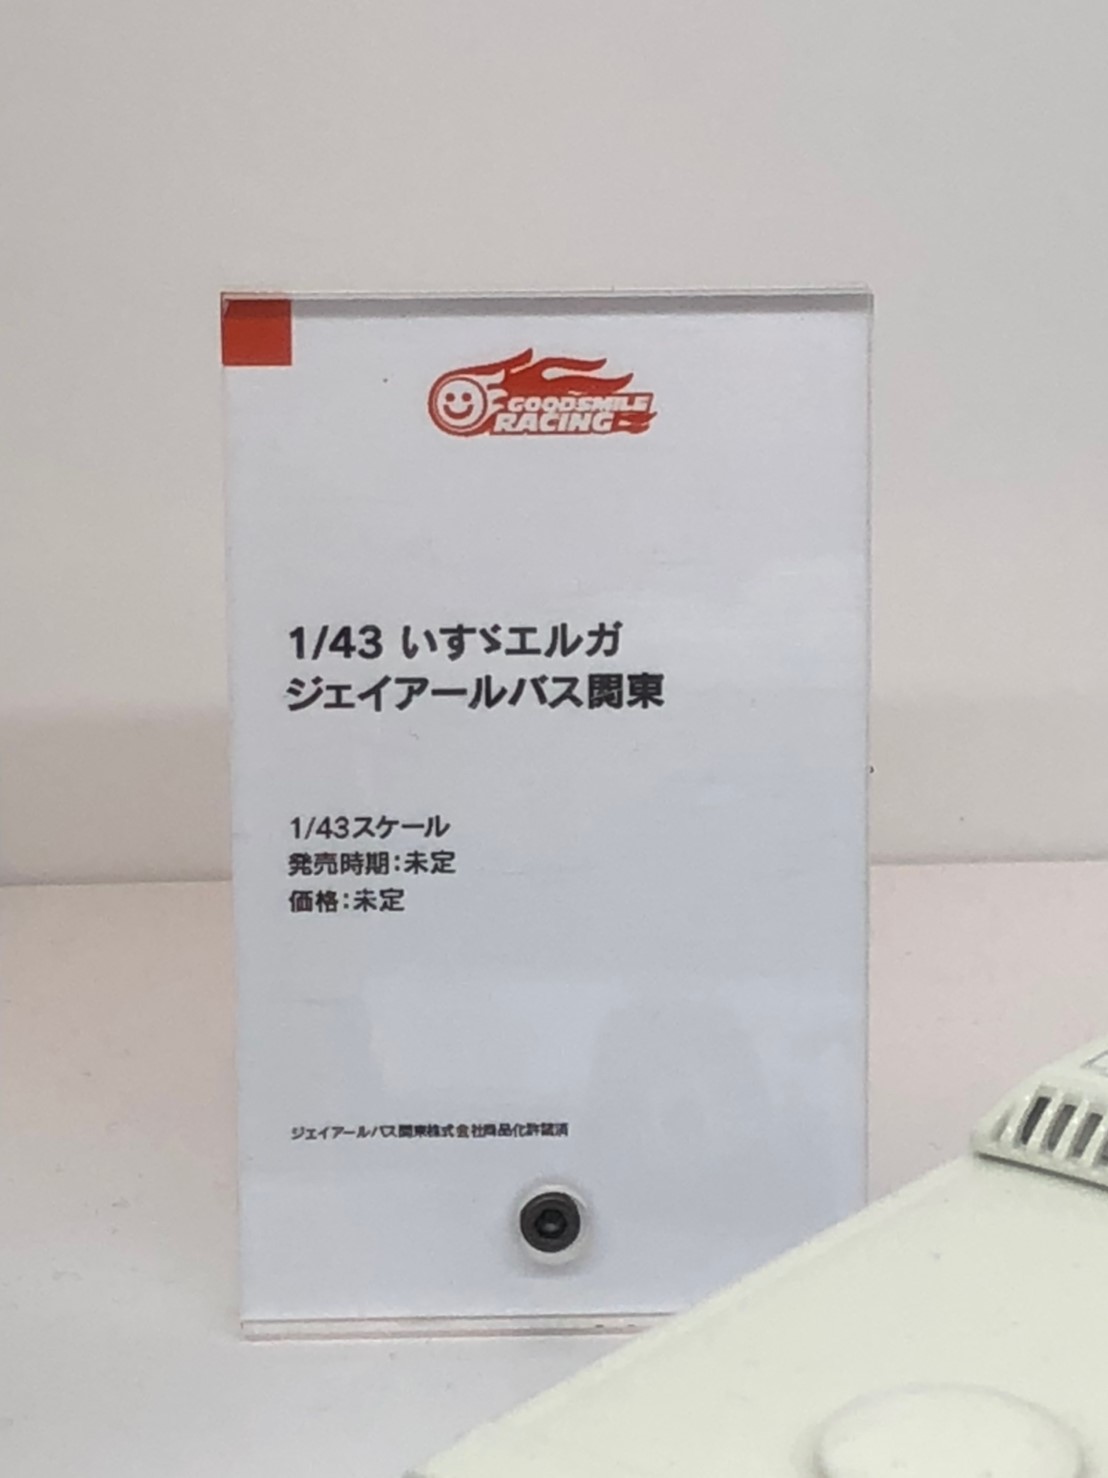 GOODSMILE
RACING
1/43 いすゞエルガ
ジェイアールバス関東
1/43スケール
発売時期：未定
価格：未定
ジェイアールバス関東株式会社商品化許諾済